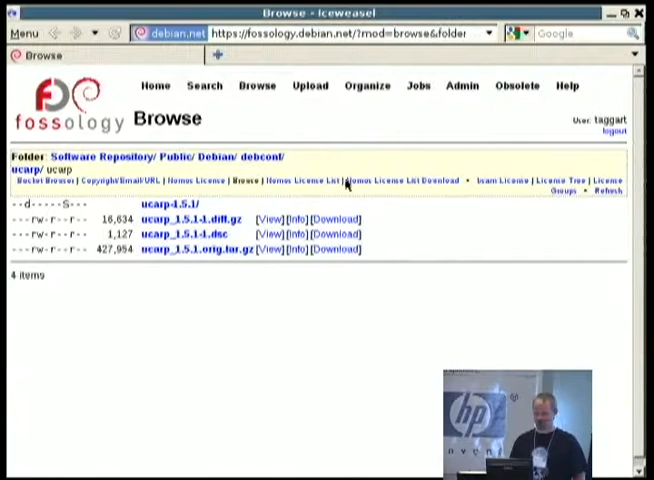 Browse - Iceweasel
Menu debian.net https://fossology.debian.net/?mod=browse&folder Google
Browse
Home Search Browse Upload Organize Jobs Admin Obsolete Help
fossology Browse
User: taggart
logout
Folder: Software Repository/ Public/ Debian/ debconf/
ucarp/ ucarp
Bucket Browser | Copyright/Email/URL | Nomos License | Browse | Nomos License List | Nomos License List Download • bsam License | License Tree | License
Groups • Refresh
--d-----S--- ucarp-1.5.1/
---rw-r--r-- 16,634 ucarp_1.5.1-1.diff.gz [View][Info][Download]
---rw-r--r-- 1,127 ucarp_1.5.1-1.dsc [View][Info][Download]
---rw-r--r-- 427,954 ucarp_1.5.1.orig.tar.gz [View][Info][Download]
4 items
hp
invent